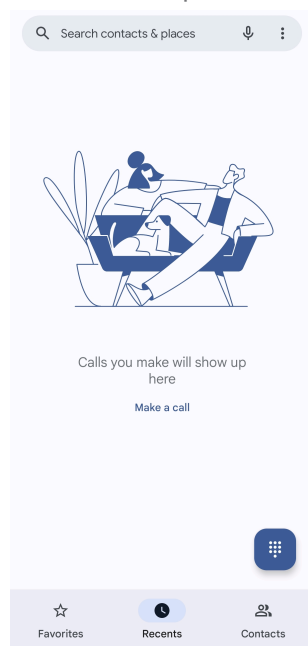 Search contacts & places
Calls you make will show up
here
Make a call
Favorites
Recents
Contacts